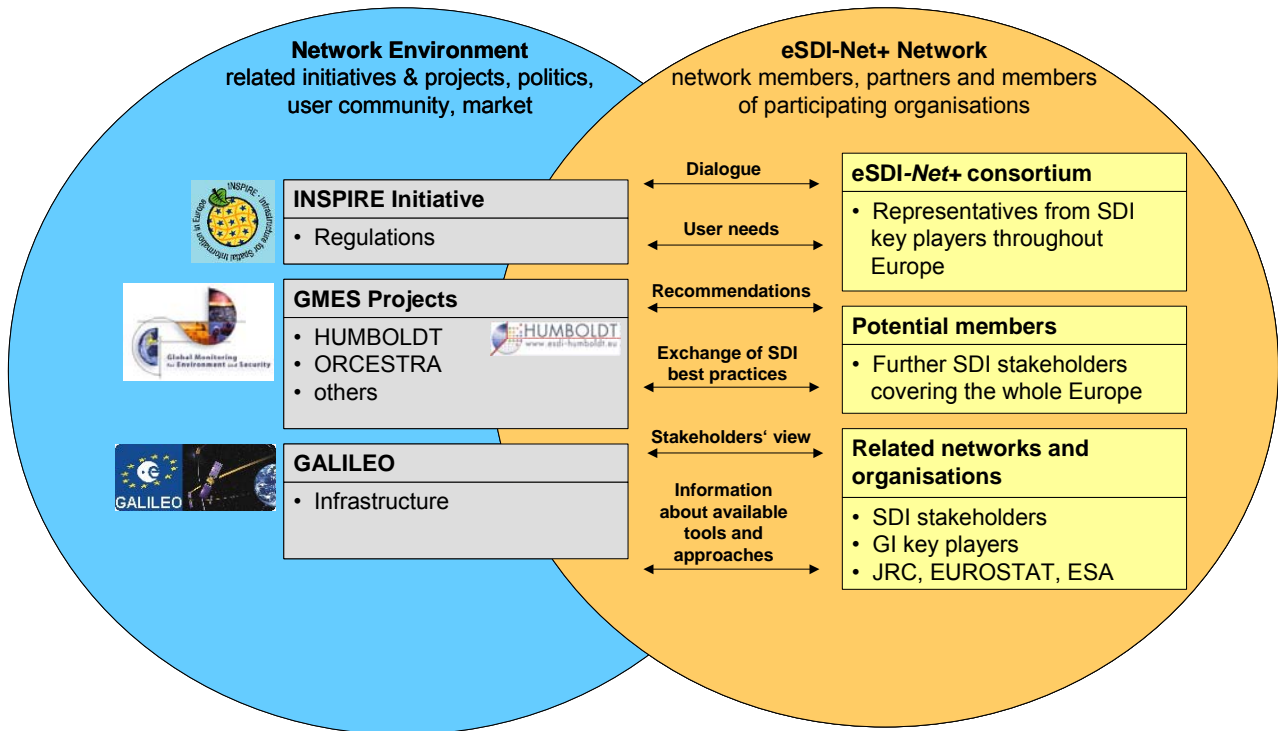 Network Environment
related initiatives & projects, politics,
user community, market
eSDI-Net+ Network
network members, partners and members
of participating organisations
INSPIRE - Infrastructure for Spatial Information in Europe
INSPIRE Initiative
• Regulations
Global Monitoring
for Environment and Security
GMES Projects
• HUMBOLDT
• ORCESTRA
• others
HUMBOLDT
www.esdi-humboldt.eu
GALILEO
GALILEO
• Infrastructure
Dialogue
User needs
Recommendations
Exchange of SDI
best practices
Stakeholders‘ view
Information
about available
tools and
approaches
eSDI-Net+ consortium
• Representatives from SDI
key players throughout
Europe
Potential members
• Further SDI stakeholders
covering the whole Europe
Related networks and
organisations
• SDI stakeholders
• GI key players
• JRC, EUROSTAT, ESA